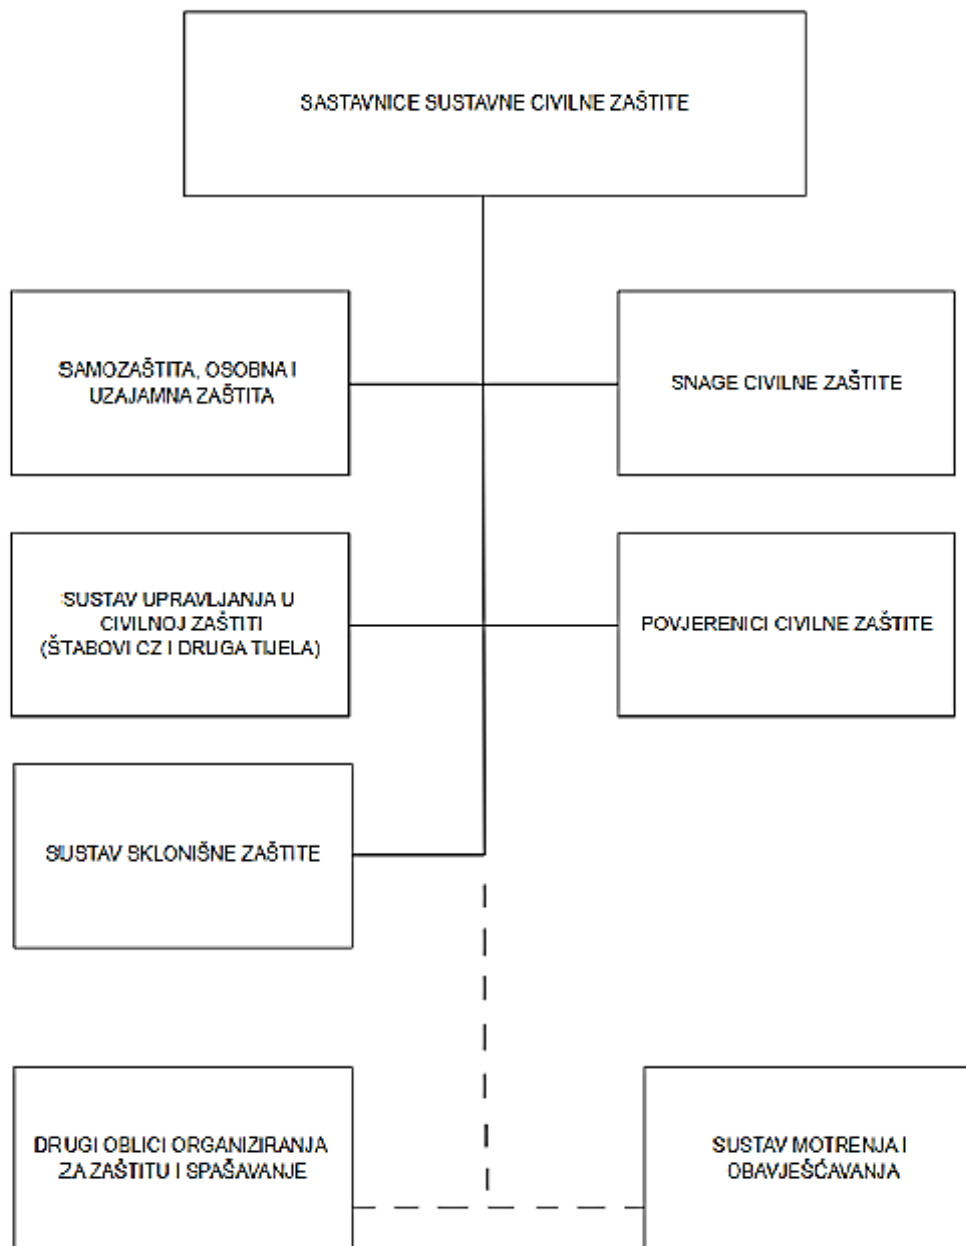 SASTAVNICE SUSTAVNE CIVILNE ZAŠTITE
SAMOZAŠTITA, OSOBNA I
UZAJAMNA ZAŠTITA
SNAGE CIVILNE ZAŠTITE
SUSTAV UPRAVLJANJA U
CIVILNOJ ZAŠTITI
(ŠTABOVI CZ I DRUGA TIJELA)
POVJERENICI CIVILNE ZAŠTITE
SUSTAV SKLONIŠNE ZAŠTITE
DRUGI OBLICI ORGANIZIRANJA
ZA ZAŠTITU I SPAŠAVANJE
SUSTAV MOTRENJA I
OBAVJEŠĆAVANJA